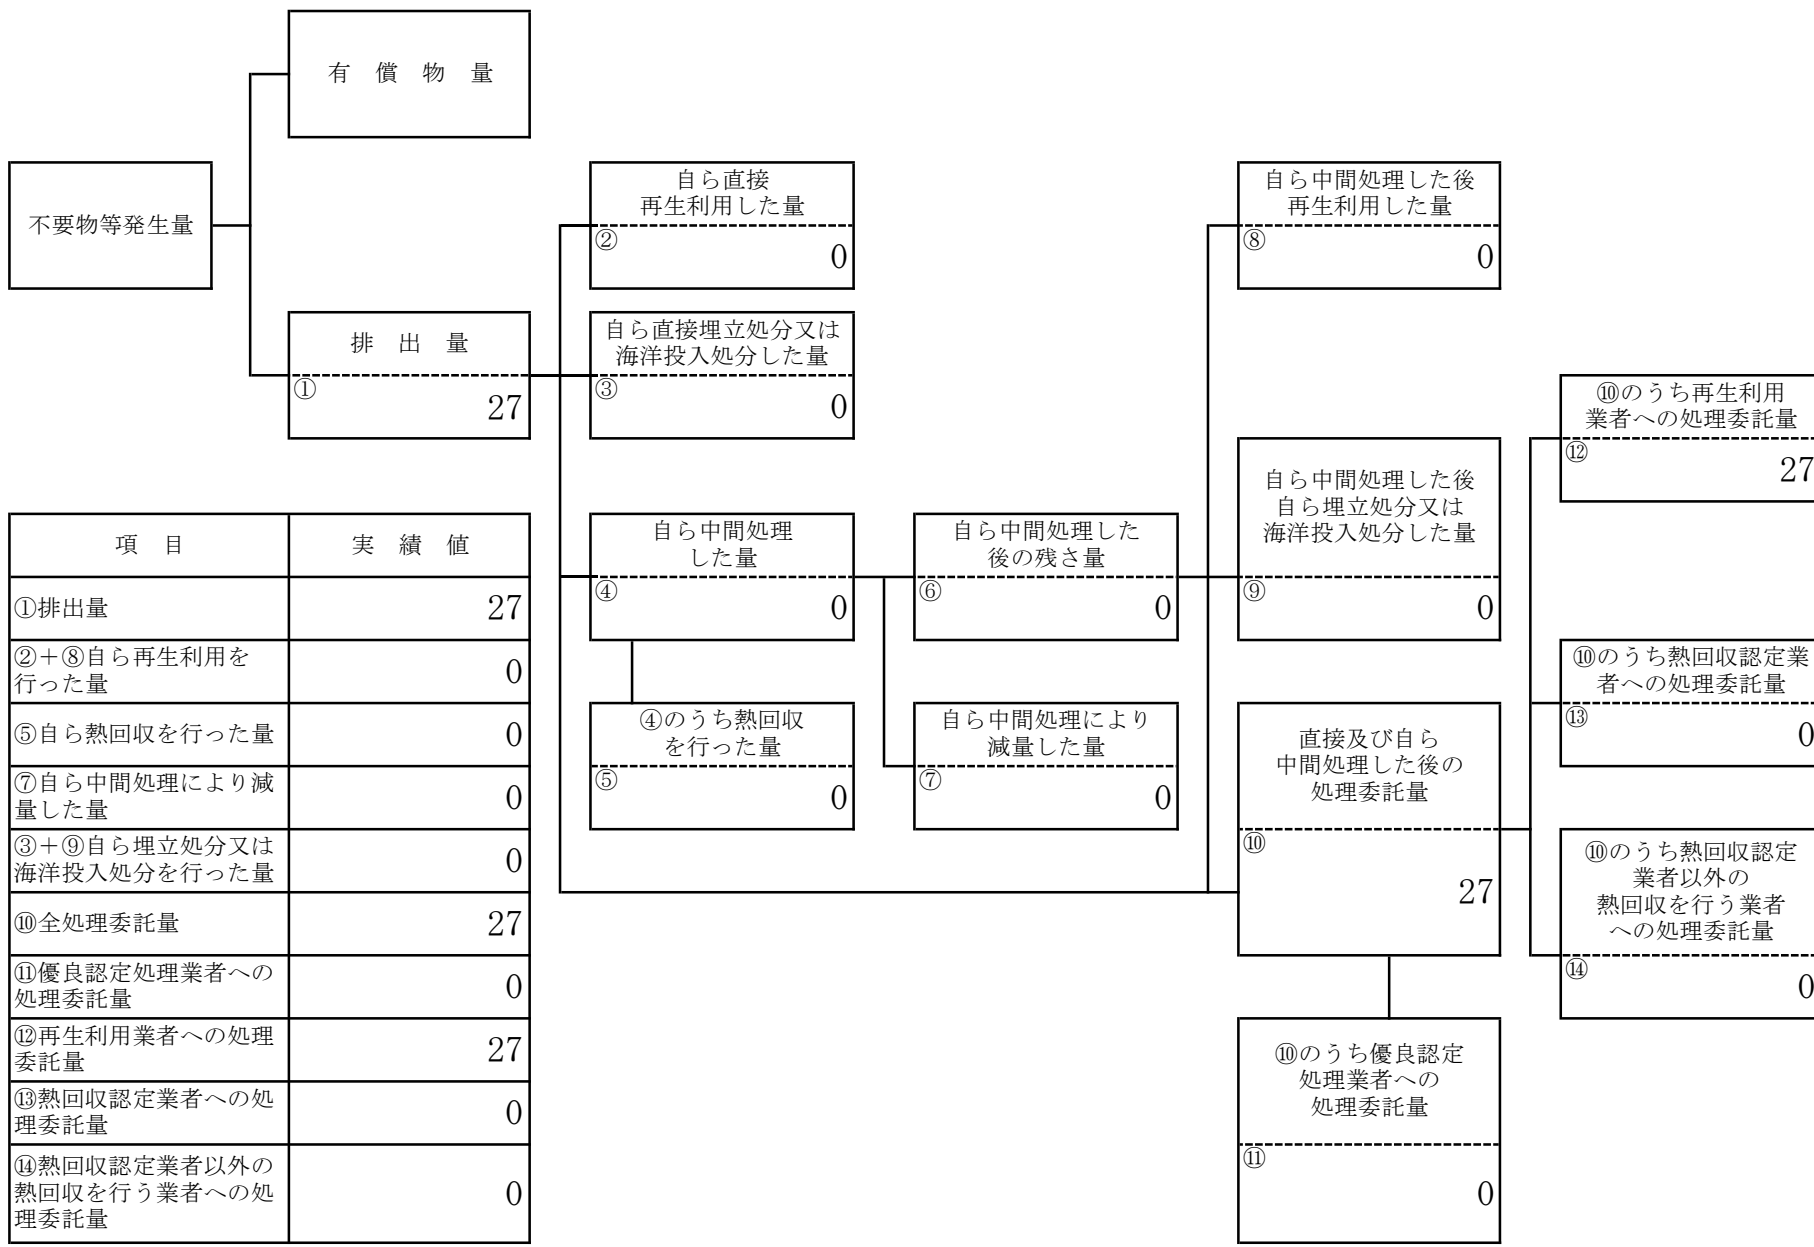 有 償 物 量
不要物等発生量
排 出 量
①
27
自ら直接
再生利用した量
②
0
自ら直接埋立処分又は
海洋投入処分した量
③
0
自ら中間処理
した量
④
0
④のうち熱回収
を行った量
⑤
0
自ら中間処理した
後の残さ量
⑥
0
自ら中間処理により
減量した量
⑦
0
自ら中間処理した後
再生利用した量
⑧
0
自ら中間処理した後
自ら埋立処分又は
海洋投入処分した量
⑨
0
直接及び自ら
中間処理した後の
処理委託量
⑩
27
⑩のうち優良認定
処理業者への
処理委託量
⑪
0
⑩のうち再生利用
業者への処理委託量
⑫
27
⑩のうち熱回収認定業
者への処理委託量
⑬
0
⑩のうち熱回収認定
業者以外の
熱回収を行う業者
への処理委託量
⑭
0
項 目 実 績 値
①排出量 27
②+⑧自ら再生利用を
行った量 0
⑤自ら熱回収を行った量 0
⑦自ら中間処理により減
量した量 0
③+⑨自ら埋立処分又は
海洋投入処分を行った量 0
⑩全処理委託量 27
⑪優良認定処理業者への
処理委託量 0
⑫再生利用業者への処理
委託量 27
⑬熱回収認定業者への処
理委託量 0
⑭熱回収認定業者以外の
熱回収を行う業者への処
理委託量 0